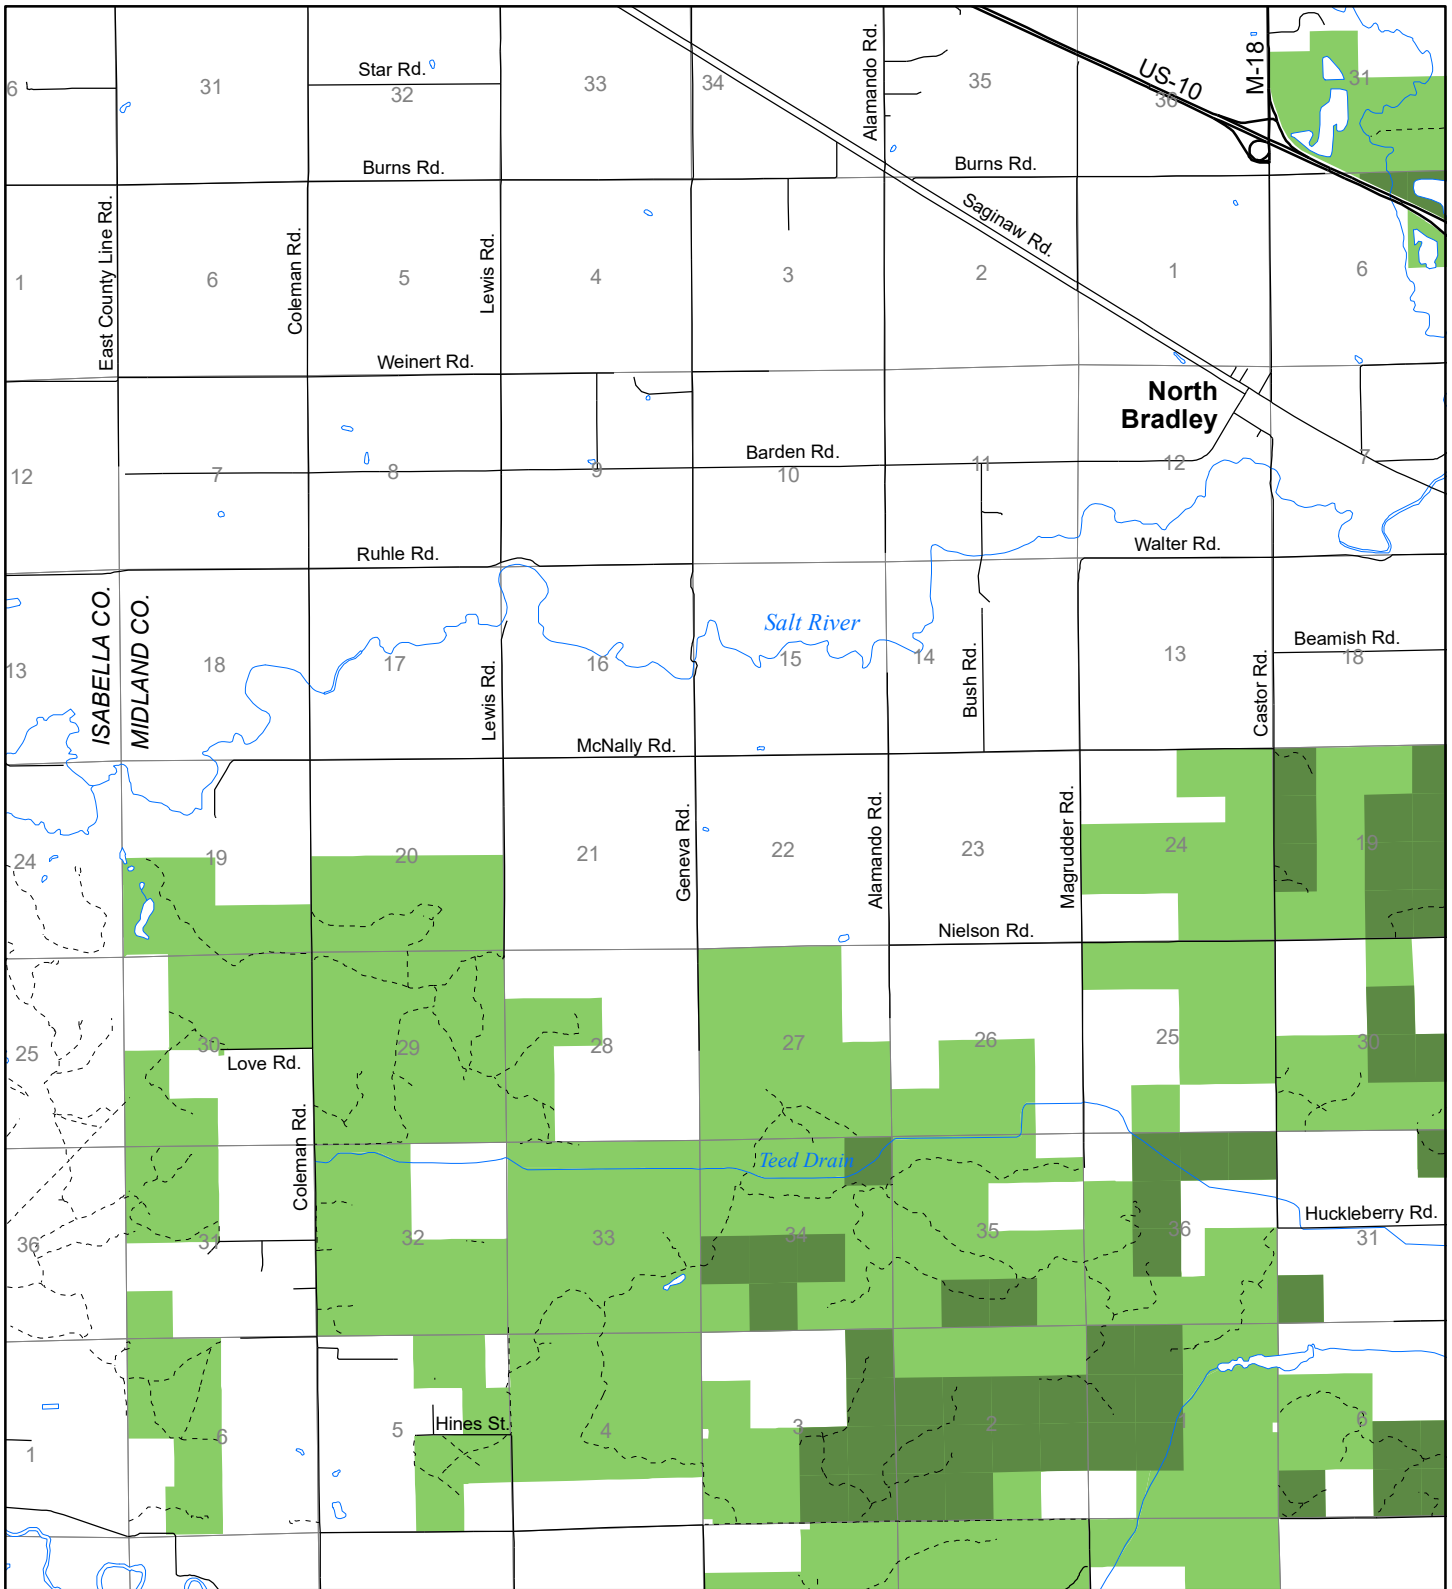 Star Rd.
Alamando Rd.
US-10
M-18
6
31
32
33
34
35
36
31
Burns Rd.
Burns Rd.
East County Line Rd.
Coleman Rd.
Lewis Rd.
Saginaw Rd.
1
6
5
4
3
2
1
6
Weinert Rd.
North
Bradley
Barden Rd.
12
7
8
9
10
11
12
7
Ruhle Rd.
Walter Rd.
ISABELLA CO.
MIDLAND CO.
Salt River
Beamish Rd.
13
18
17
16
15
14
13
18
Lewis Rd.
Bush Rd.
Castor Rd.
McNally Rd.
Geneva Rd.
Alamando Rd.
Magrudder Rd.
24
19
20
21
22
23
24
19
Nielson Rd.
25
30
29
28
27
26
25
30
Love Rd.
Coleman Rd.
Teed Drain
Huckleberry Rd.
36
31
32
33
34
35
36
31
Hines St.
1
6
5
4
3
2
1
6